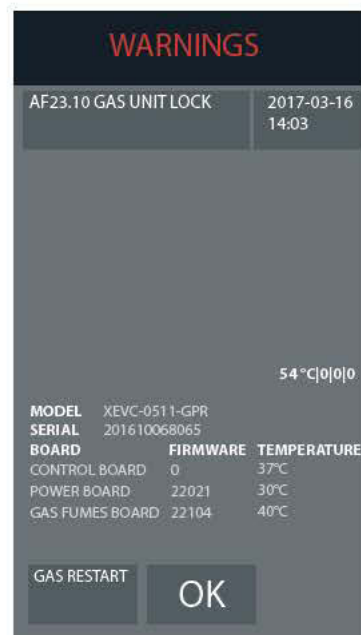 WARNINGS
AF23.10 GAS UNIT LOCK 2017-03-16
14:03
54°C|0|0|0
MODEL XEVC-0511-GPR
SERIAL 201610068065
BOARD FIRMWARE TEMPERATURE
CONTROL BOARD 0 37°C
POWER BOARD 22021 30°C
GAS FUMES BOARD 22104 40°C
GAS RESTART OK